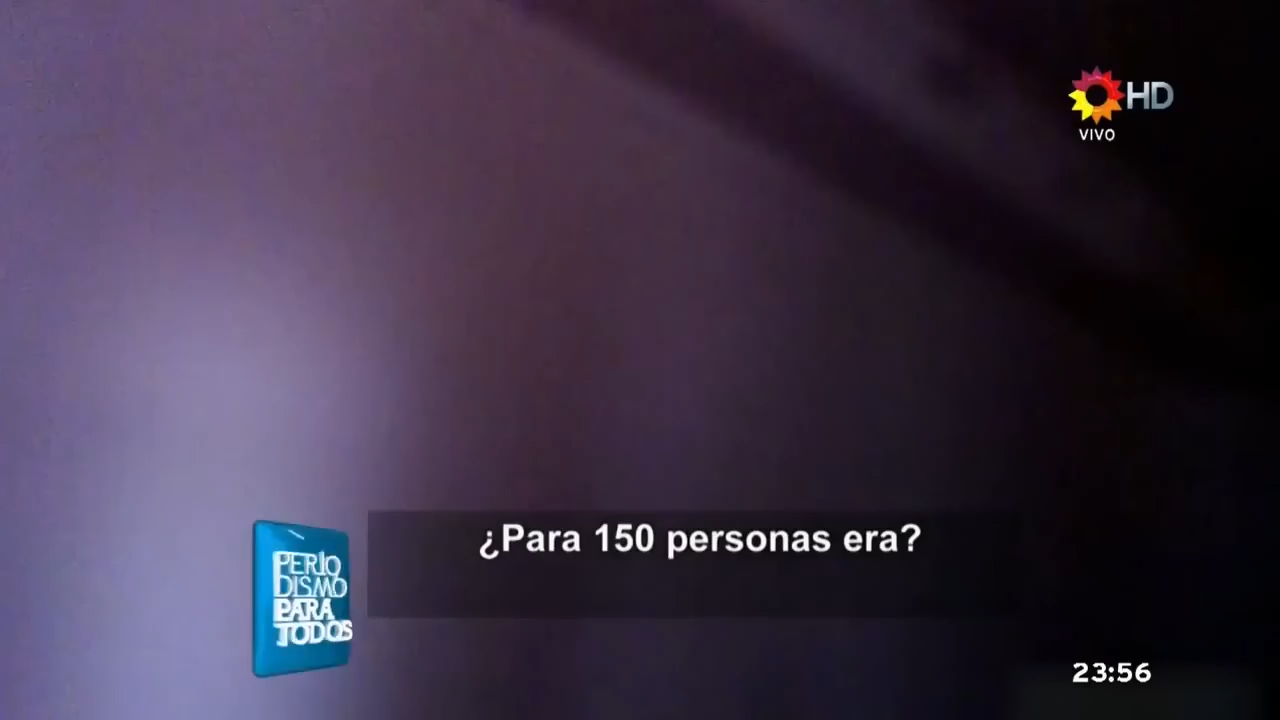 HD
VIVO
¿Para 150 personas era?
PERIO
DISMO
PARA
TODOS
23:56